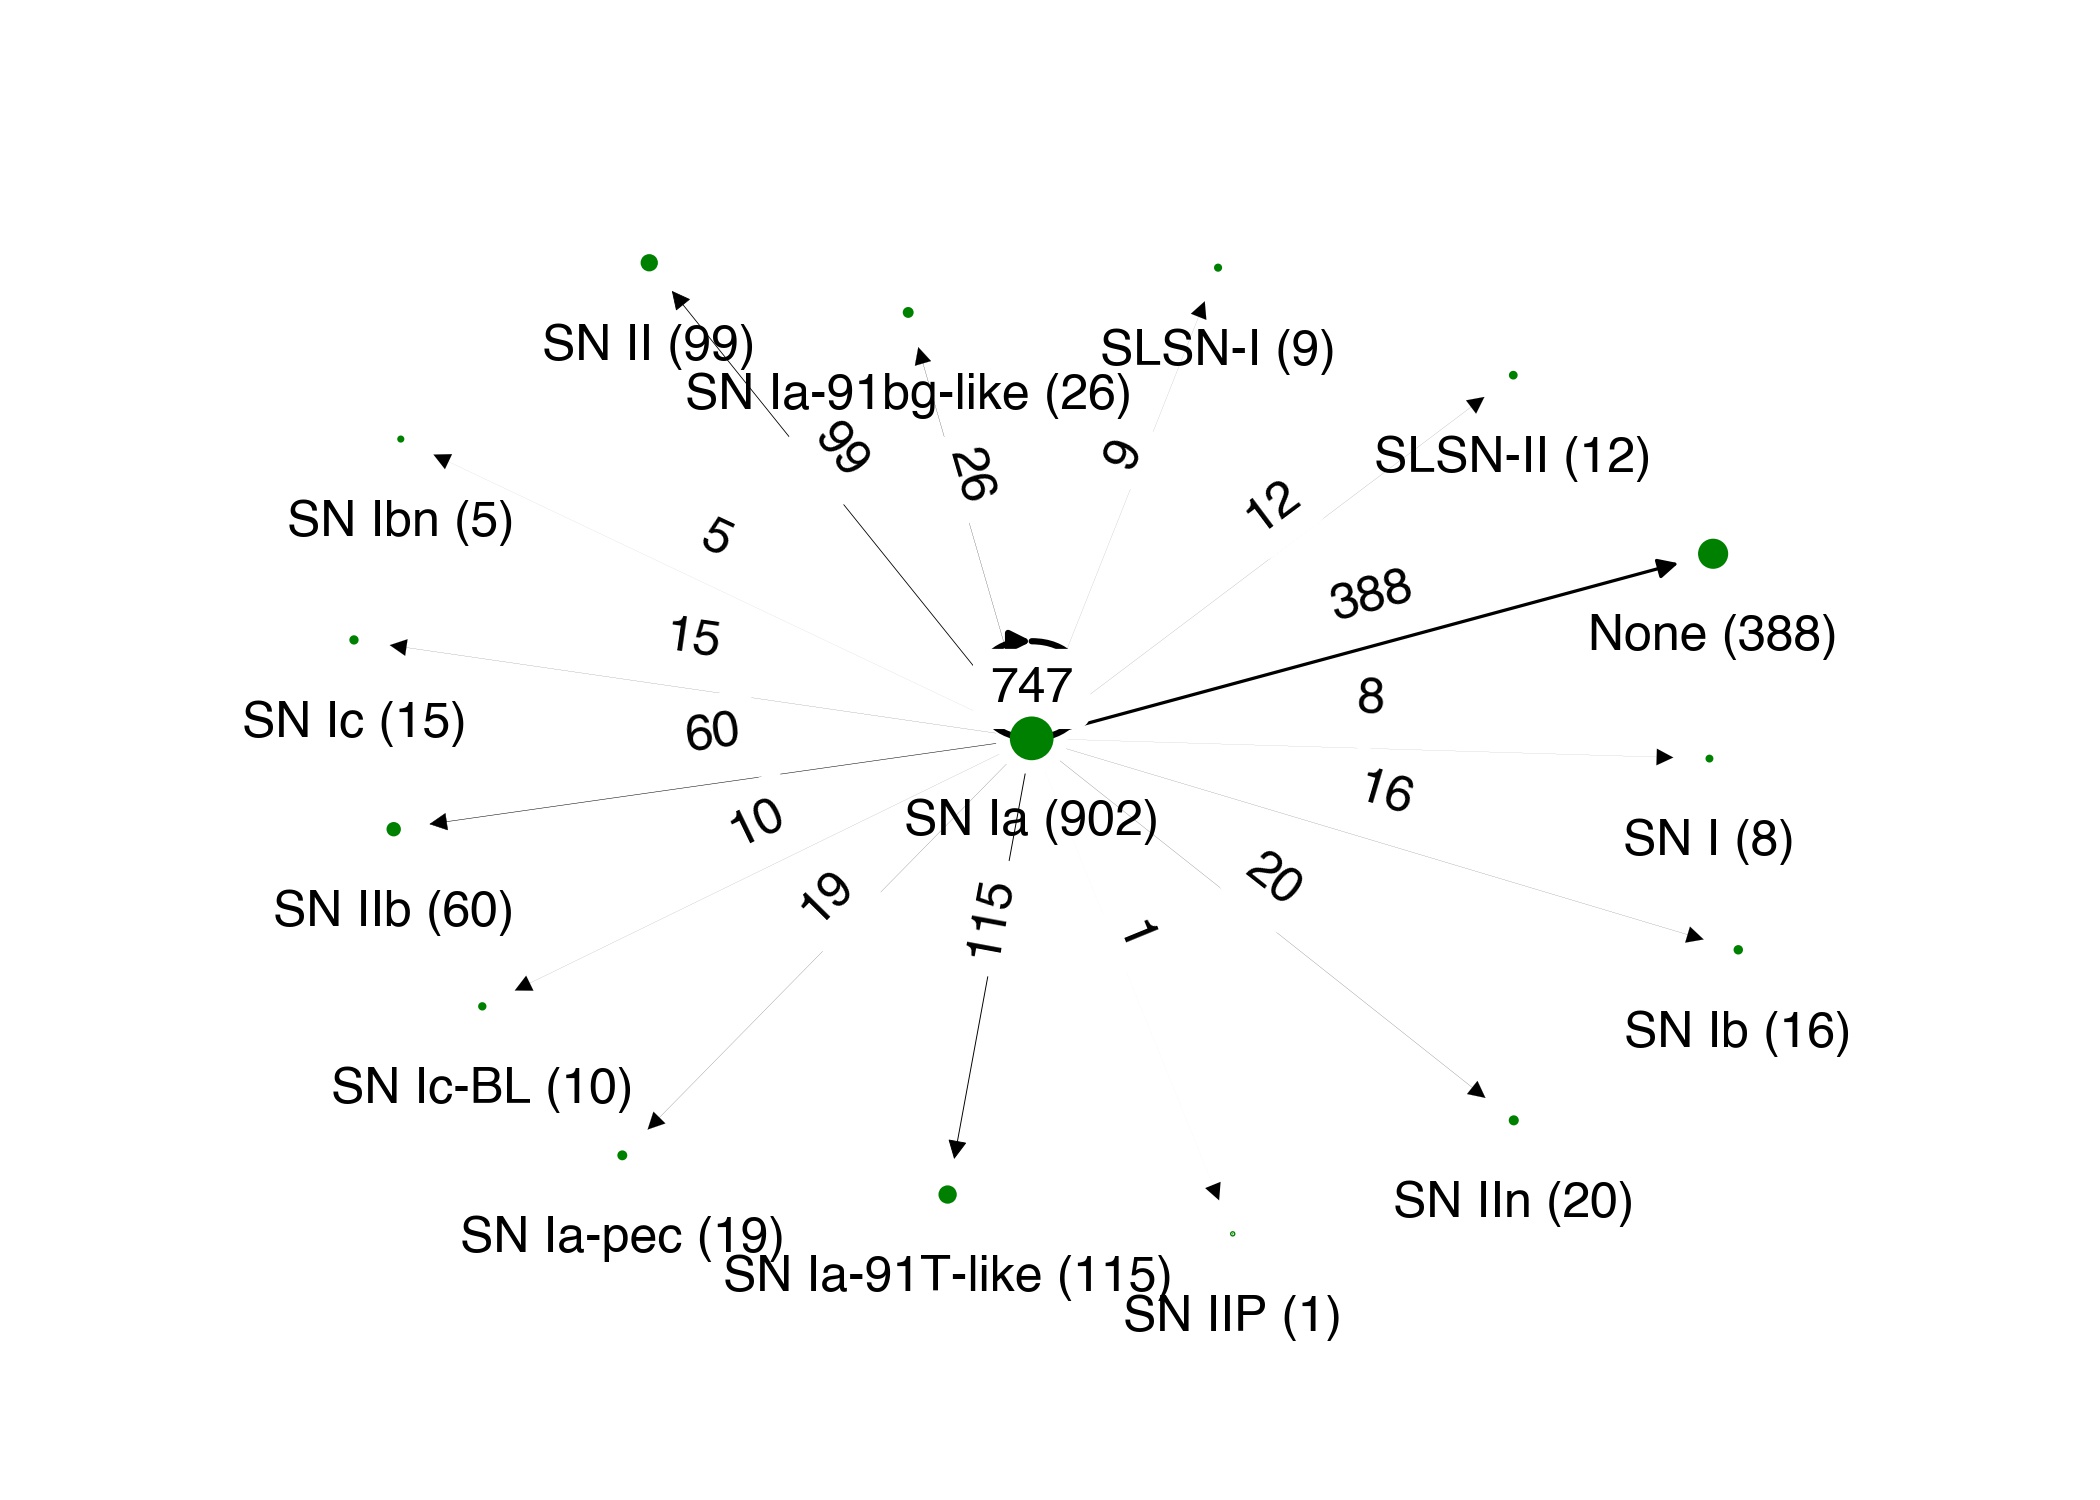 SN II (99)
SLSN-I (9)
SN Ia-91bg-like (26)
99
26
9
SLSN-II (12)
12
SN Ibn (5)
5
388
None (388)
15
747
8
SN Ic (15)
60
16
SN Ia (902)
SN I (8)
10
20
SN IIb (60)
19
115
1
SN Ib (16)
SN Ic-BL (10)
SN IIn (20)
SN Ia-pec (19)
SN Ia-91T-like (115)
SN IIP (1)